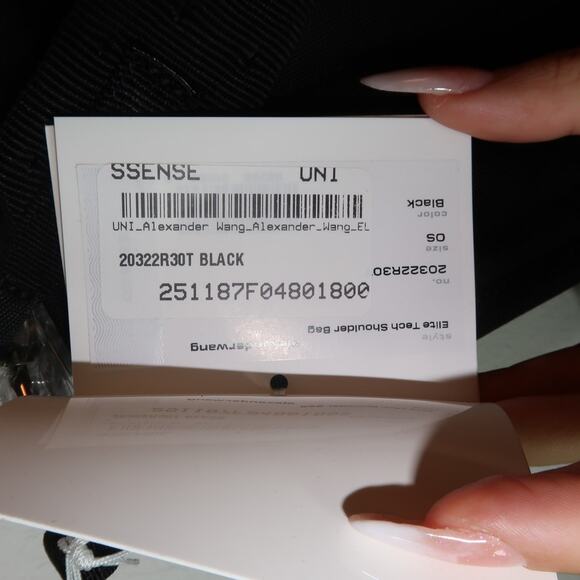 SSENSE UNI
UNI_Alexander Wang_Alexander_Wang_EL
20322R30T BLACK
251187F04801800
style
Elite Tech Shoulder Bag
no.
20322R30
size
OS
color
Black